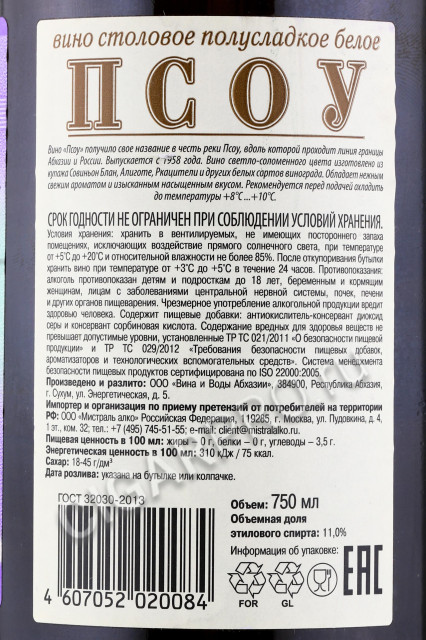 вино столовое полусладкое белое
ПСОУ
Вино «Псоу» получило свое название в честь реки Псоу, вдоль которой проходит линия границы
Абхазии и России. Выпускается с 1958 года. Вино светло-соломенного цвета изготовлено из
купажа Совиньон Блан, Алиготе, Ркацители и других белых сортов винограда. Обладает нежным
свежим ароматом и изысканным насыщенным вкусом. Рекомендуется перед подачей охладить
до температуры +8°С ...+10°С.
СРОК ГОДНОСТИ НЕ ОГРАНИЧЕН ПРИ СОБЛЮДЕНИИ УСЛОВИЙ ХРАНЕНИЯ.
Условия хранения: хранить в вентилируемых, не имеющих постороннего запаха
помещениях, исключающих воздействие прямого солнечного света, при температуре
от +5°С до +20°С и относительной влажности не более 85%. После откупоривания бутылки
хранить вино при температуре от +3°С до +5°С в течение 24 часов. Противопоказания:
алкоголь противопоказан детям и подросткам до 18 лет, беременным и кормящим
женщинам, лицам с заболеваниями центральной нервной системы, почек, печени
и других органов пищеварения. Чрезмерное употребление алкогольной продукции вредит
здоровью человека. Содержит пищевые добавки: антиокислитель-консервант диоксид
серы и консервант сорбиновая кислота. Содержание вредных для здоровья веществ не
превышает допустимые уровни, установленные ТР ТС 021/2011 «О безопасности пищевой
продукции» и ТР ТС 029/2012 «Требования безопасности пищевых добавок,
ароматизаторов и технологических вспомогательных средств». Система менеджмента
безопасности пищевых продуктов сертифицирована по ISO 22000:2005.
Произведено и разлито: ООО «Вина и Воды Абхазии», 384900, Республика Абхазия,
г. Сухум, ул. Энергетическая, д. 5.
Импортер и организация по приему претензий от потребителей на территории
РФ: ООО «Мистраль алко» Российская Федерация, 119285, г. Москва, ул. Пудовкина, д. 4,
1 эт., ком. 32; тел. +7 (495) 745-51-55; e-mail: client@mistralalko.ru.
Пищевая ценность в 100 мл: жиры – 0 г, белки – 0 г, углеводы – 3,5 г.
Энергетическая ценность в 100 мл: 310 кДж / 75 ккал.
Сахар: 18-45 г/дм³
Дата розлива: указана на бутылке или колпачке.
ГОСТ 32030-2013
Объем: 750 мл
Объемная доля
этилового спирта: 11,0%
Информация об упаковке:
EAC
FOR GL
4 607052 020084
CIGARPRO.RU